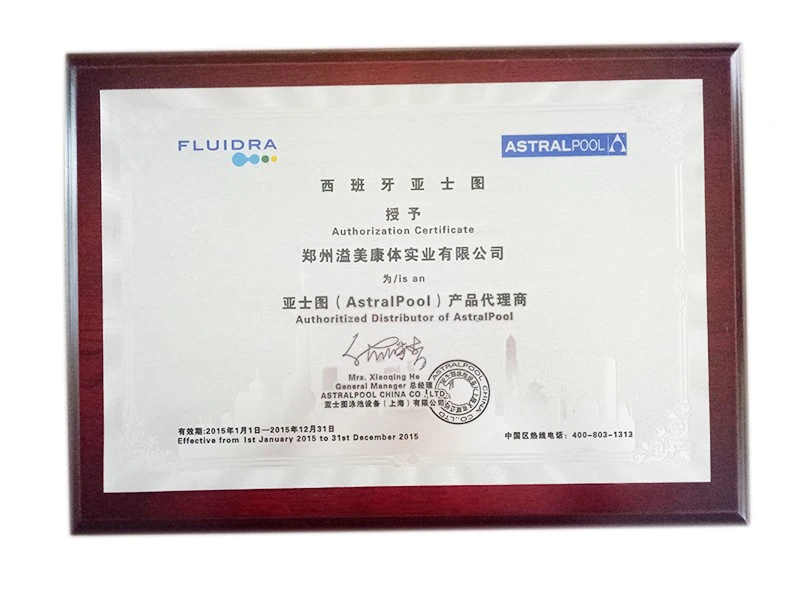 FLUIDRA
ASTRALPOOL
西班牙亚士图
授予
Authorization Certificate
郑州溢美康体实业有限公司
为/is an
亚士图（AstralPool）产品代理商
Authoritized Distributor of AstralPool
Mrs. Xiaoqing He
General Manager 总经理
ASTRALPOOL CHINA CO.,LTD
亚士图泳池设备（上海）有限公司
ASTRALPOOL CHINA CO.,LTD
有效期:2015年1月1日—2015年12月31日
Effective from 1st January 2015 to 31st December 2015
中国区热线电话：400-803-1313